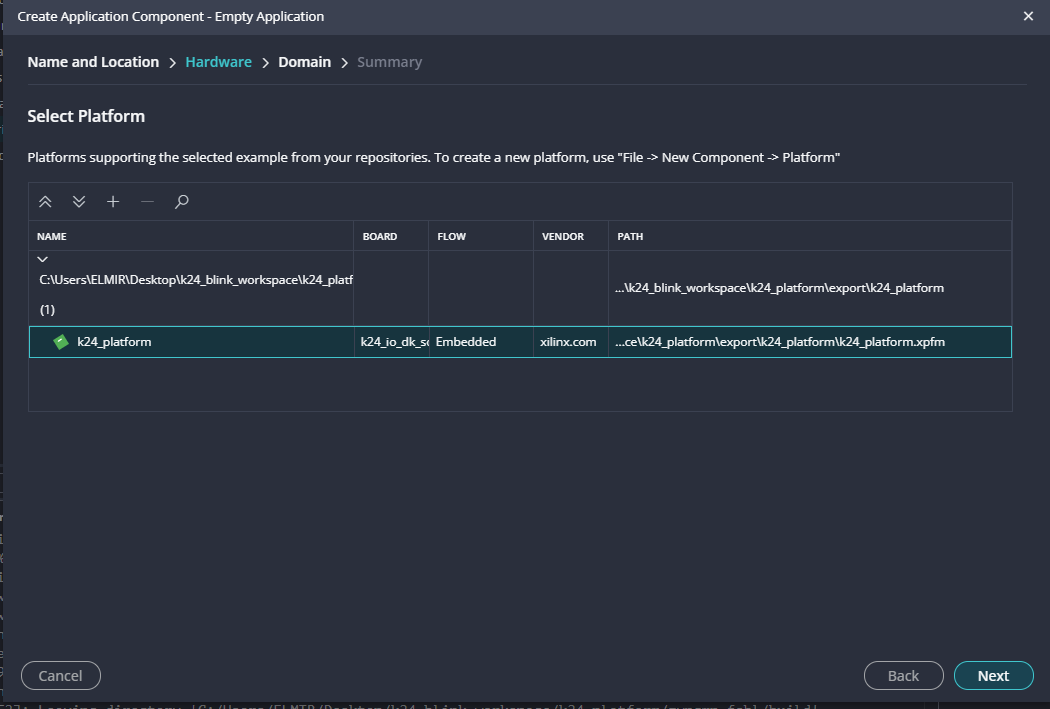 Create Application Component - Empty Application
Name and Location > Hardware > Domain > Summary
Select Platform
Platforms supporting the selected example from your repositories. To create a new platform, use "File -> New Component -> Platform"
NAME BOARD FLOW VENDOR PATH
C:\Users\ELMIR\Desktop\k24_blink_workspace\k24_platf
...\k24_blink_workspace\k24_platform\export\k24_platform
(1)
k24_platform k24_io_dk_so Embedded xilinx.com ...ce\k24_platform\export\k24_platform\k24_platform.xpfm
Cancel Back Next